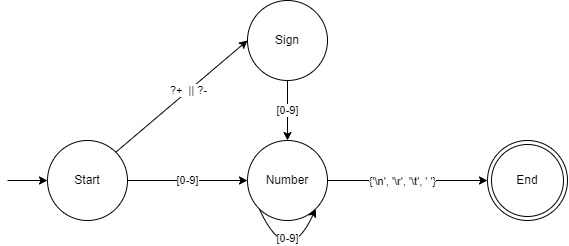 Sign
?+ || ?-
[0-9]
Start
[0-9]
Number
{'\n', '\r', '\t', ' '}
End
[0-9]